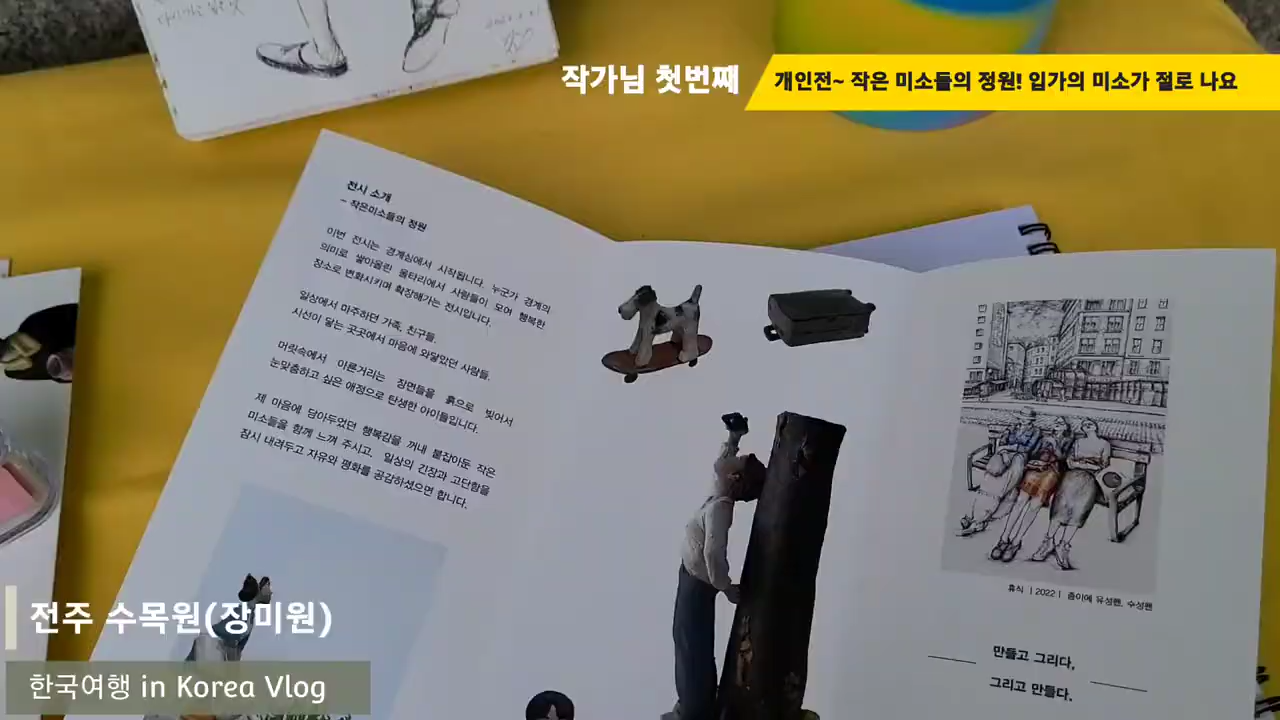 작가님 첫번째
개인전~ 작은 미소들의 정원! 입가의 미소가 절로 나요
전시 소개
- 작은미소들의 정원
이번 전시는 경계심에서 시작됩니다. 누군가 경계의
의미로 쌓아올린 울타리에서 사람들이 모여 행복한
장소로 변화시키며 확장해가는 전시입니다.
일상에서 마주하던 가족, 친구들,
시선이 닿는 곳곳에서 마음에 와닿았던 사람들.
머릿속에서 아른거리는 장면들을 흙으로 빚어서
눈맞춤하고 싶은 애정으로 탄생한 아이들입니다.
제 마음에 담아두었던 행복감을 꺼내 붙잡아둔 작은
미소들을 함께 느껴 주시고, 일상의 긴장과 고단함을
잠시 내려두고 자유와 평화를 공감하셨으면 합니다.
휴식 | 2022 | 종이에 유성펜, 수성펜
만들고 그리다,
그리고 만들다.
전주 수목원(장미원)
한국여행 in Korea Vlog